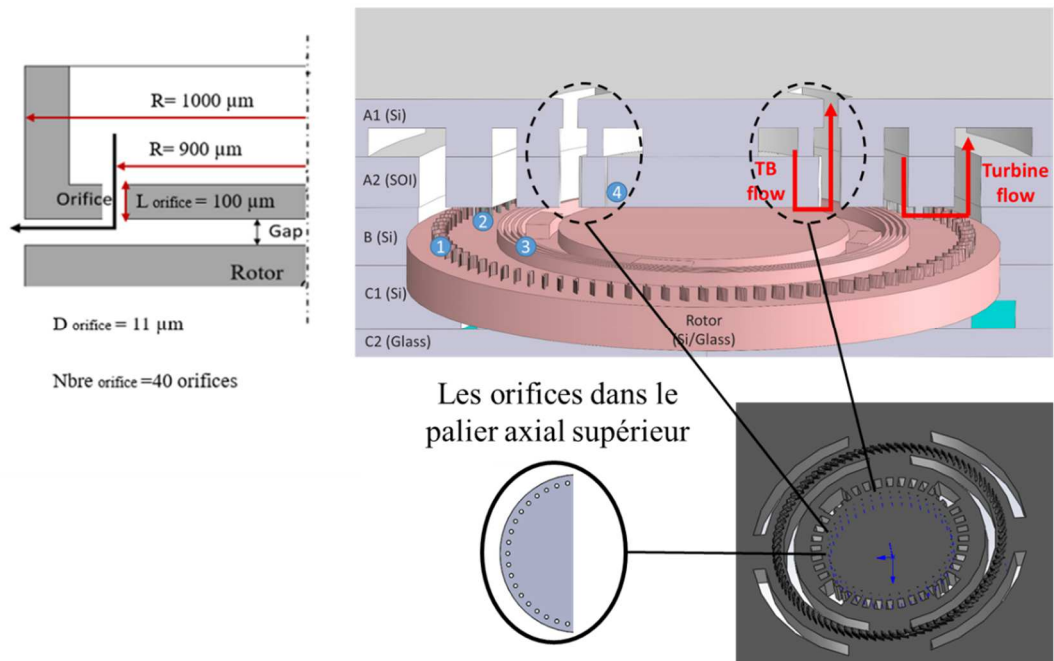 R= 1000 µm
R= 900 µm
Orifice
L orifice = 100 µm
Gap
Rotor
D orifice = 11 µm
Nbre orifice =40 orifices
A1 (Si)
A2 (SOI)
B (Si)
C1 (Si)
C2 (Glass)
TB
flow
Turbine
flow
1
2
3
4
Rotor
(Si/Glass)
Les orifices dans le
palier axial supérieur